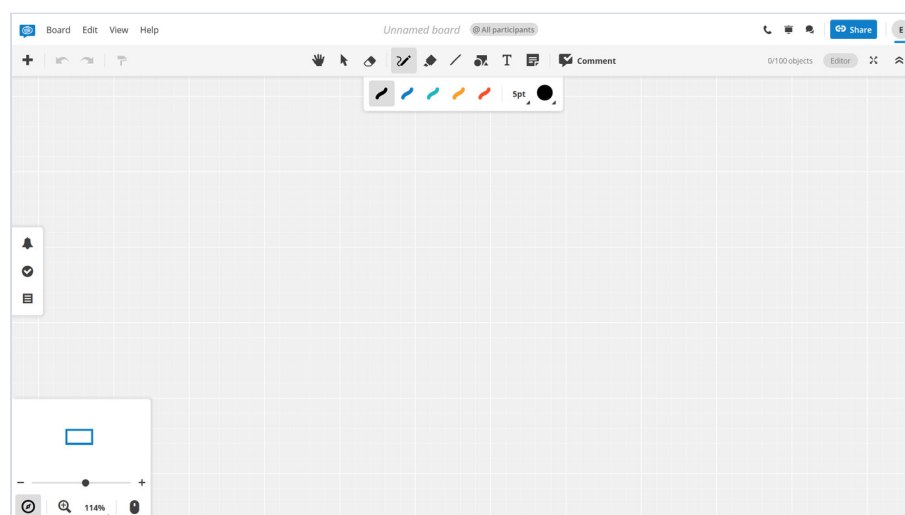 Board Edit View Help Unnamed board @ All participants Share E
T Comment 0/100 objects Editor
5pt
114%